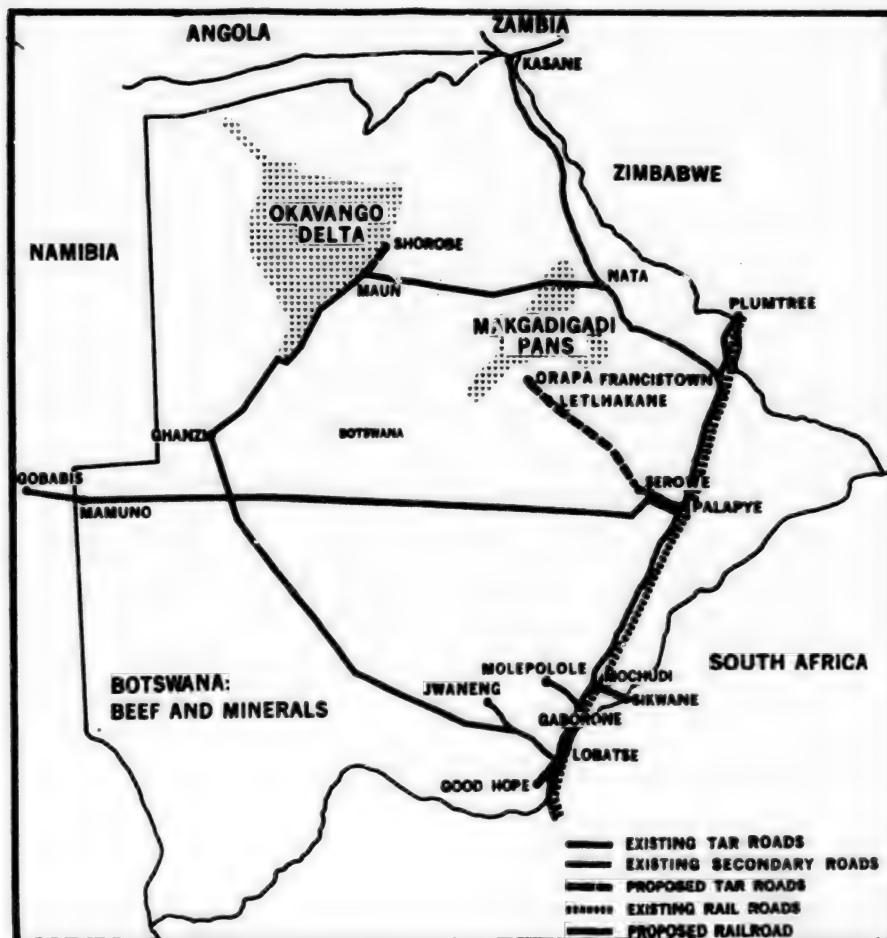 ANGOLA
ZAMBIA
KASANE
ZIMBABWE
OKAVANGO
DELTA
SHOROBE
NAMIBIA
MAUN
NATA
PLUMTREE
MAKGADIGADI
PANS
ORAPA
FRANCISTOWN
LETLHAKANE
GHANZI
BOTSWANA
GOBABIS
MAMUNO
SEROWE
PALAPYE
SOUTH AFRICA
MOLEPOLOLE
MOCHUDI
BOTSWANA:
BEEF AND MINERALS
JWANENG
SIKWANE
GABORONE
LOBATSE
GOOD HOPE
EXISTING TAR ROADS
EXISTING SECONDARY ROADS
PROPOSED TAR ROADS
EXISTING RAIL ROADS
PROPOSED RAILROAD